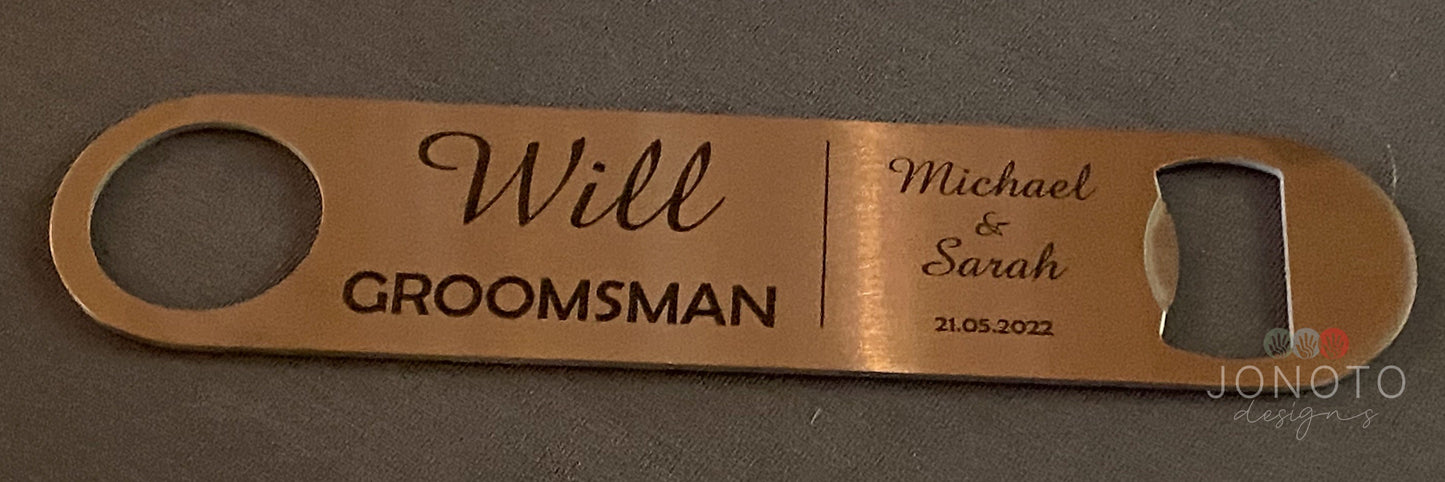 Will
GROOMSMAN
Michael
&
Sarah
21.05.2022
JONOTO
designs